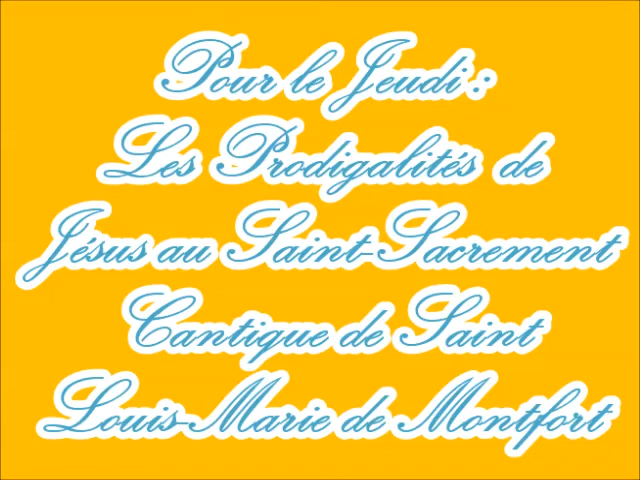 Pour le Jeudi :
Les Prodigalités de
Jésus au Saint-Sacrement
Cantique de Saint
Louis-Marie de Montfort